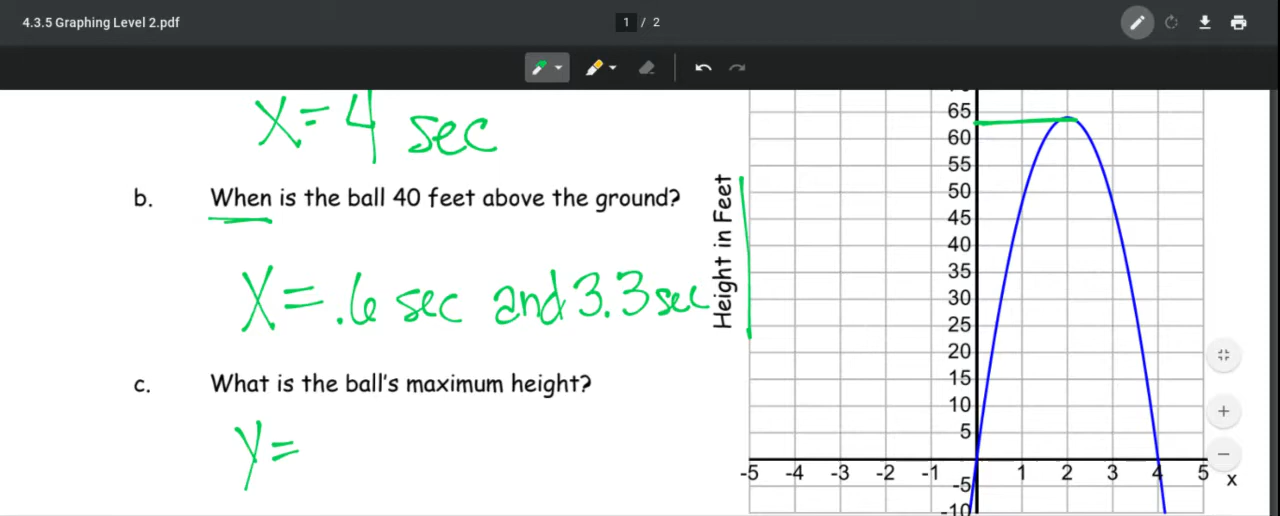 4.3.5 Graphing Level 2.pdf
1 / 2
X = 4 sec
b. When is the ball 40 feet above the ground?
X = .6 sec and 3.3 sec
c. What is the ball's maximum height?
y =
Height in Feet
65
60
55
50
45
40
35
30
25
20
15
10
5
-5 -4 -3 -2 -1 1 2 3 4 5 x
-5
-10